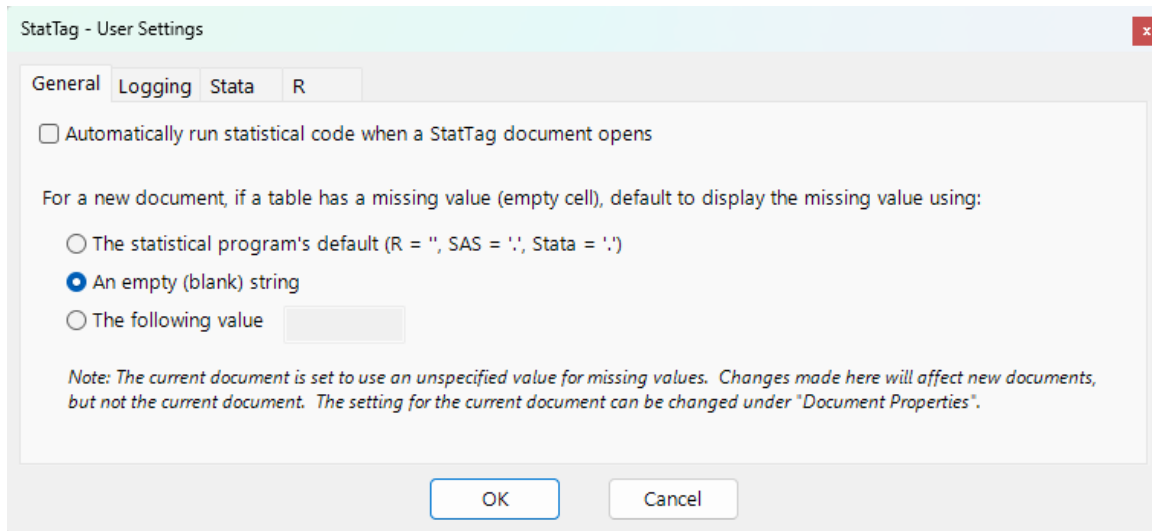 StatTag - User Settings
x
General Logging Stata R
Automatically run statistical code when a StatTag document opens
For a new document, if a table has a missing value (empty cell), default to display the missing value using:
The statistical program's default (R = '', SAS = '.', Stata = '.')
An empty (blank) string
The following value
Note: The current document is set to use an unspecified value for missing values. Changes made here will affect new documents,
but not the current document. The setting for the current document can be changed under "Document Properties".
OK Cancel